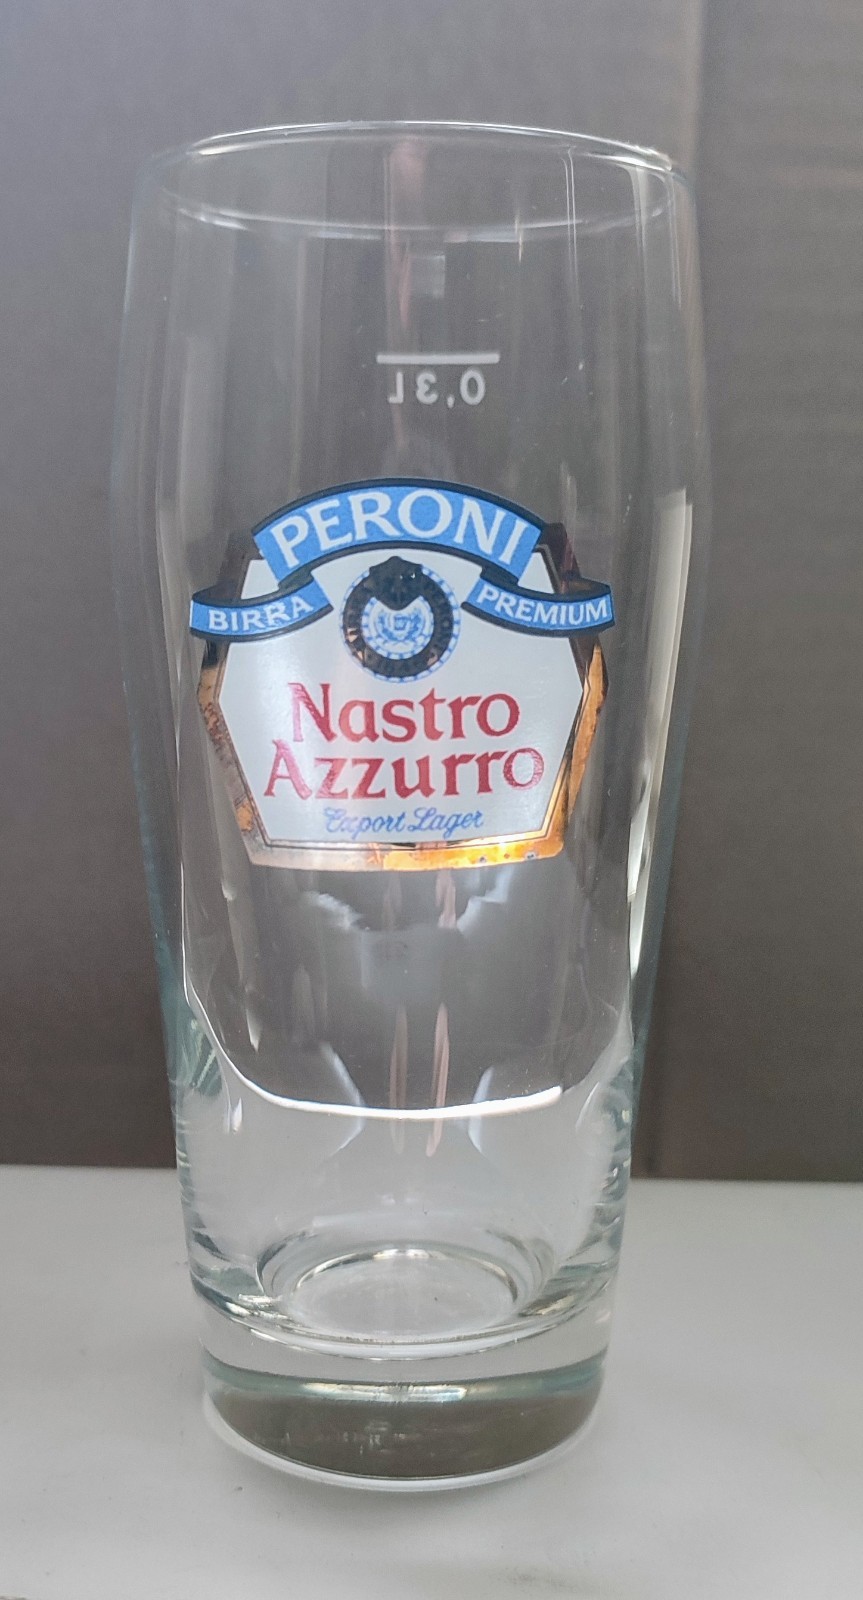 0,3L
PERONI
BIRRA PREMIUM
Nastro
Azzurro
Export Lager